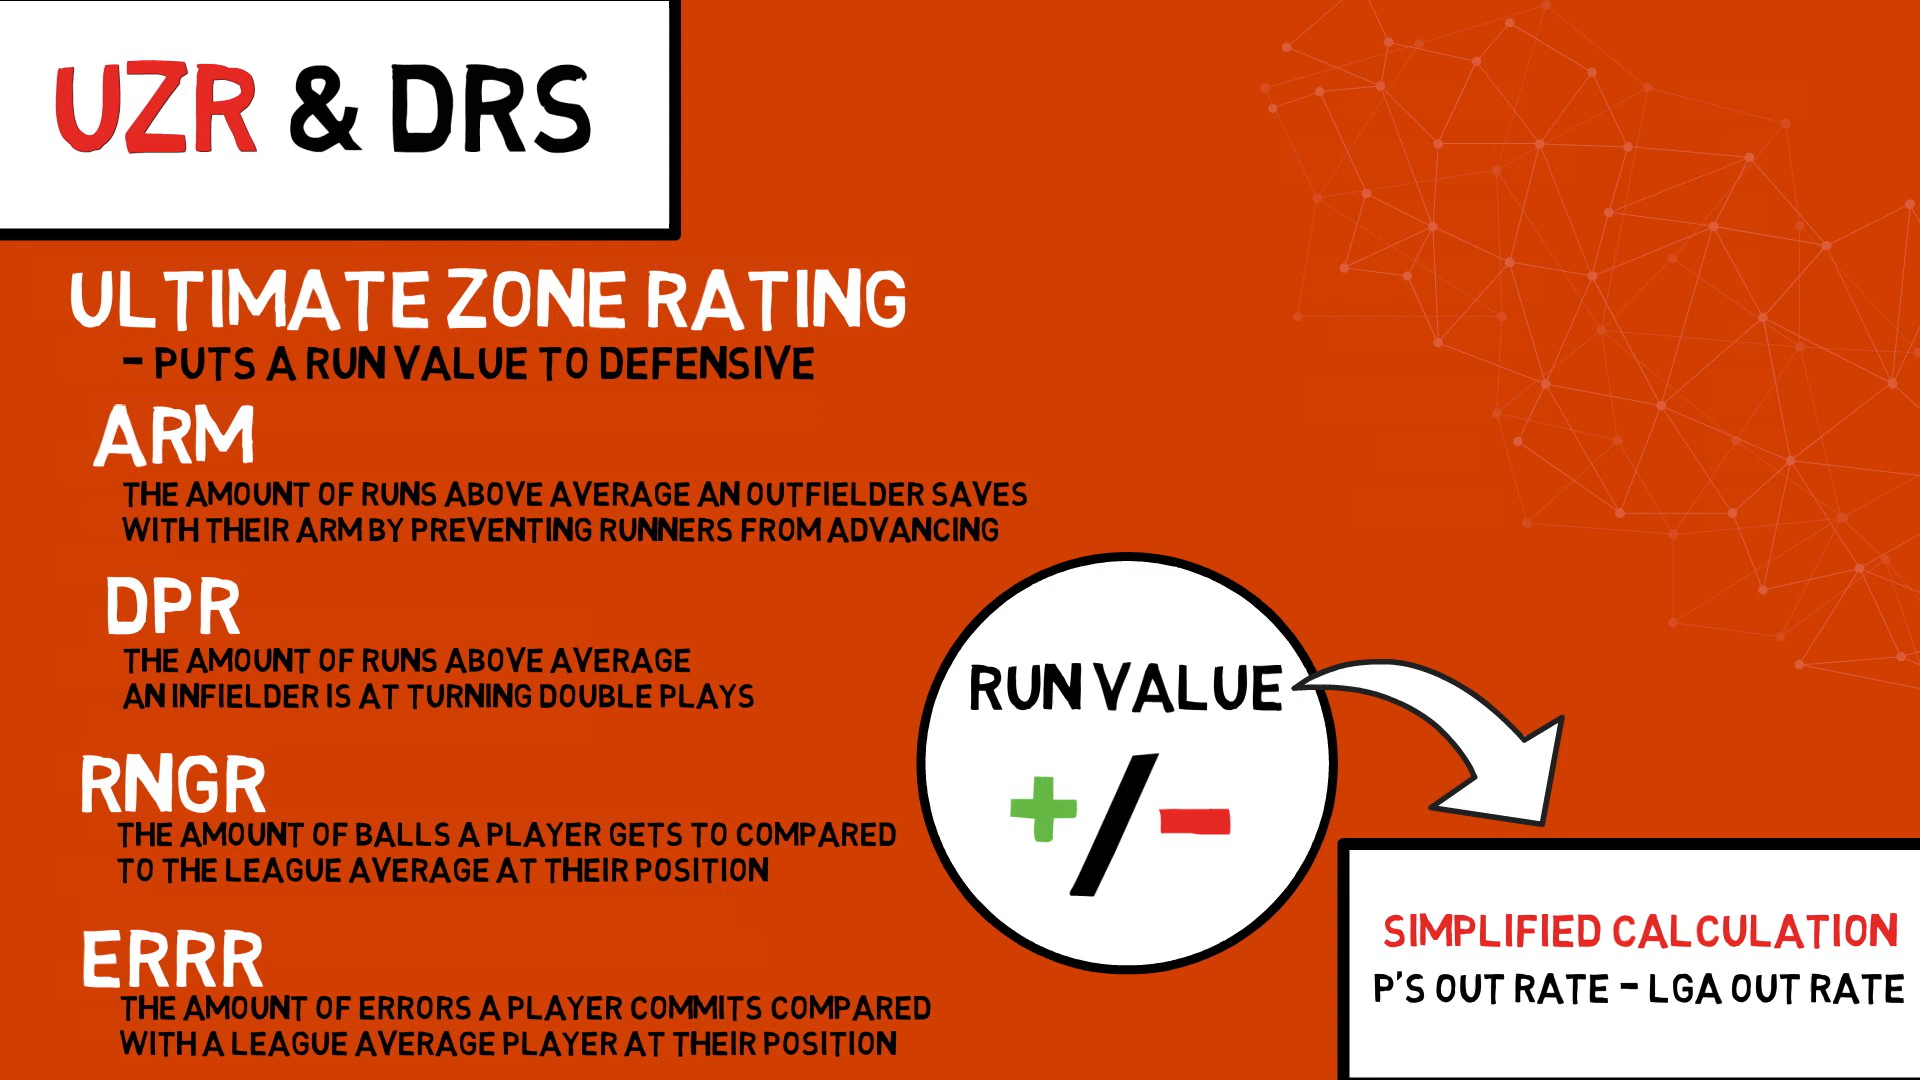 UZR & DRS
ULTIMATE ZONE RATING
- PUTS A RUN VALUE TO DEFENSIVE
ARM
THE AMOUNT OF RUNS ABOVE AVERAGE AN OUTFIELDER SAVES
WITH THEIR ARM BY PREVENTING RUNNERS FROM ADVANCING
DPR
THE AMOUNT OF RUNS ABOVE AVERAGE
AN INFIELDER IS AT TURNING DOUBLE PLAYS
RNGR
THE AMOUNT OF BALLS A PLAYER GETS TO COMPARED
TO THE LEAGUE AVERAGE AT THEIR POSITION
ERRR
THE AMOUNT OF ERRORS A PLAYER COMMITS COMPARED
WITH A LEAGUE AVERAGE PLAYER AT THEIR POSITION
RUN VALUE
+/-
SIMPLIFIED CALCULATION
P'S OUT RATE - LGA OUT RATE